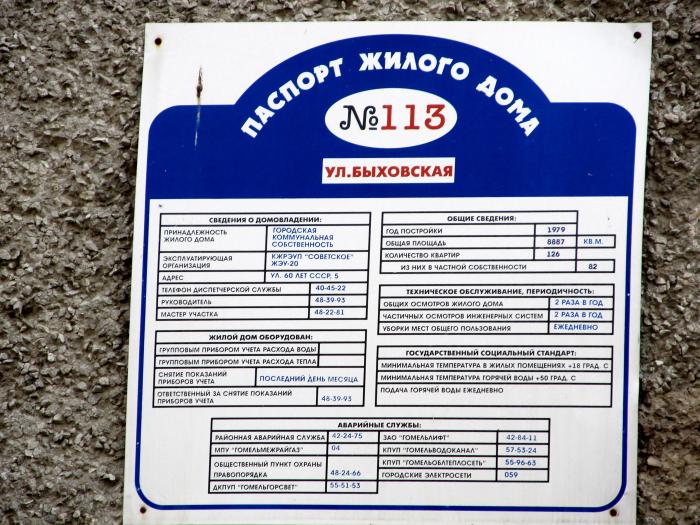 ПАСПОРТ ЖИЛОГО ДОМА
№113
УЛ.БЫХОВСКАЯ
СВЕДЕНИЯ О ДОМОВЛАДЕНИИ:
ПРИНАДЛЕЖНОСТЬ ЖИЛОГО ДОМА
ГОРОДСКАЯ КОММУНАЛЬНАЯ СОБСТВЕННОСТЬ
ЭКСПЛУАТИРУЮЩАЯ ОРГАНИЗАЦИЯ
КЖРЭУП "СОВЕТСКОЕ" ЖЭУ-20
АДРЕС УЛ. 60 ЛЕТ СССР, 5
ТЕЛЕФОН ДИСПЕТЧЕРСКОЙ СЛУЖБЫ 40-45-22
РУКОВОДИТЕЛЬ 48-39-93
МАСТЕР УЧАСТКА 48-22-81
ЖИЛОЙ ДОМ ОБОРУДОВАН:
ГРУППОВЫМ ПРИБОРОМ УЧЕТА РАСХОДА ВОДЫ
ГРУППОВЫМ ПРИБОРОМ УЧЕТА РАСХОДА ТЕПЛА
СНЯТИЕ ПОКАЗАНИЙ ПРИБОРОВ УЧЕТА ПОСЛЕДНИЙ ДЕНЬ МЕСЯЦА
ОТВЕТСТВЕННЫЙ ЗА СНЯТИЕ ПОКАЗАНИЙ ПРИБОРОВ УЧЕТА 48-39-93
ОБЩИЕ СВЕДЕНИЯ:
ГОД ПОСТРОЙКИ 1979
ОБЩАЯ ПЛОЩАДЬ 8887 КВ.М.
КОЛИЧЕСТВО КВАРТИР 126
ИЗ НИХ В ЧАСТНОЙ СОБСТВЕННОСТИ 82
ТЕХНИЧЕСКОЕ ОБСЛУЖИВАНИЕ, ПЕРИОДИЧНОСТЬ:
ОБЩИХ ОСМОТРОВ ЖИЛОГО ДОМА 2 РАЗА В ГОД
ЧАСТИЧНЫХ ОСМОТРОВ ИНЖЕНЕРНЫХ СИСТЕМ 2 РАЗА В ГОД
УБОРКИ МЕСТ ОБЩЕГО ПОЛЬЗОВАНИЯ ЕЖЕДНЕВНО
ГОСУДАРСТВЕННЫЙ СОЦИАЛЬНЫЙ СТАНДАРТ:
МИНИМАЛЬНАЯ ТЕМПЕРАТУРА В ЖИЛЫХ ПОМЕЩЕНИЯХ +18 ГРАД. С
МИНИМАЛЬНАЯ ТЕМПЕРАТУРА ГОРЯЧЕЙ ВОДЫ +50 ГРАД. С
ПОДАЧА ГОРЯЧЕЙ ВОДЫ ЕЖЕДНЕВНО
АВАРИЙНЫЕ СЛУЖБЫ:
РАЙОННАЯ АВАРИЙНАЯ СЛУЖБА 42-24-75
МПУ "ГОМЕЛЬМЕЖРАЙГАЗ" 04
ОБЩЕСТВЕННЫЙ ПУНКТ ОХРАНЫ
ПРАВОПОРЯДКА 48-24-66
ДКПУП "ГОМЕЛЬГОРСВЕТ" 55-51-53
ЗАО "ГОМЕЛЬЛИФТ" 42-84-11
КПУП "ГОМЕЛЬВОДОКАНАЛ" 57-53-24
КПУП "ГОМЕЛЬОБЛТЕПЛОСЕТЬ" 55-96-63
ГОРОДСКИЕ ЭЛЕКТРОСЕТИ 059